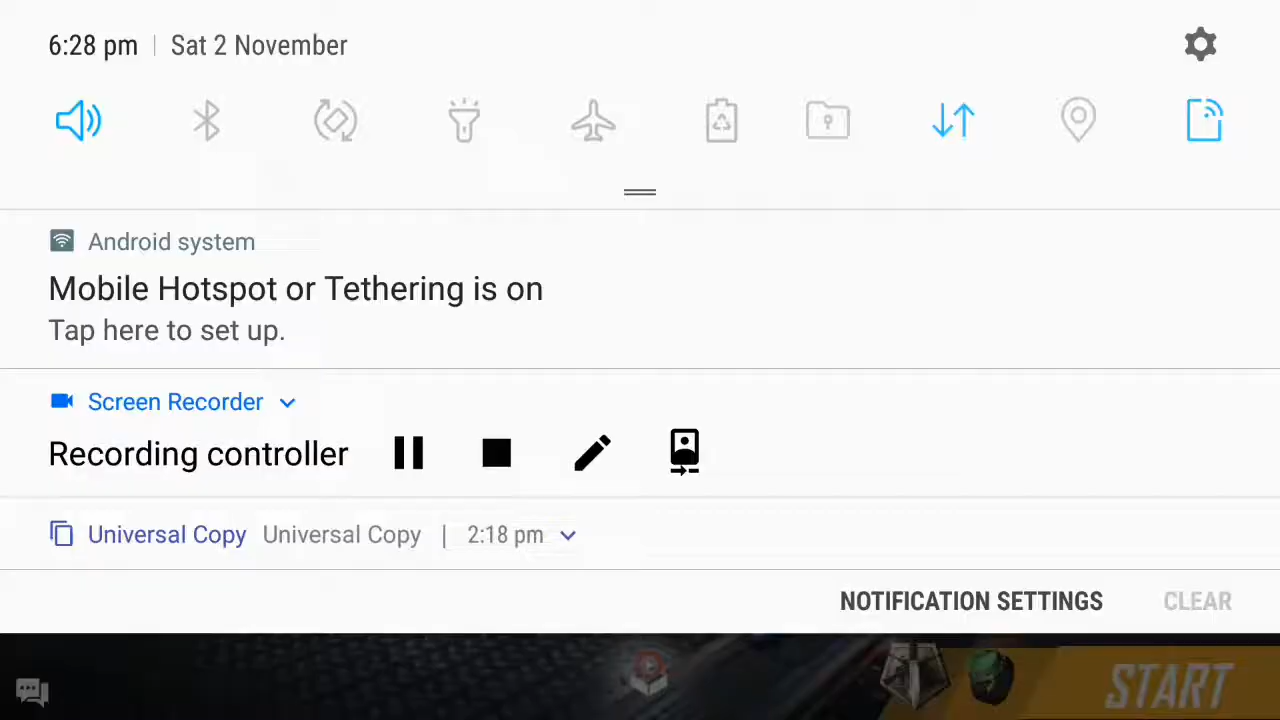 6:28 pm | Sat 2 November
Android system
Mobile Hotspot or Tethering is on
Tap here to set up.
Screen Recorder
Recording controller
Universal Copy Universal Copy | 2:18 pm
NOTIFICATION SETTINGS CLEAR
START